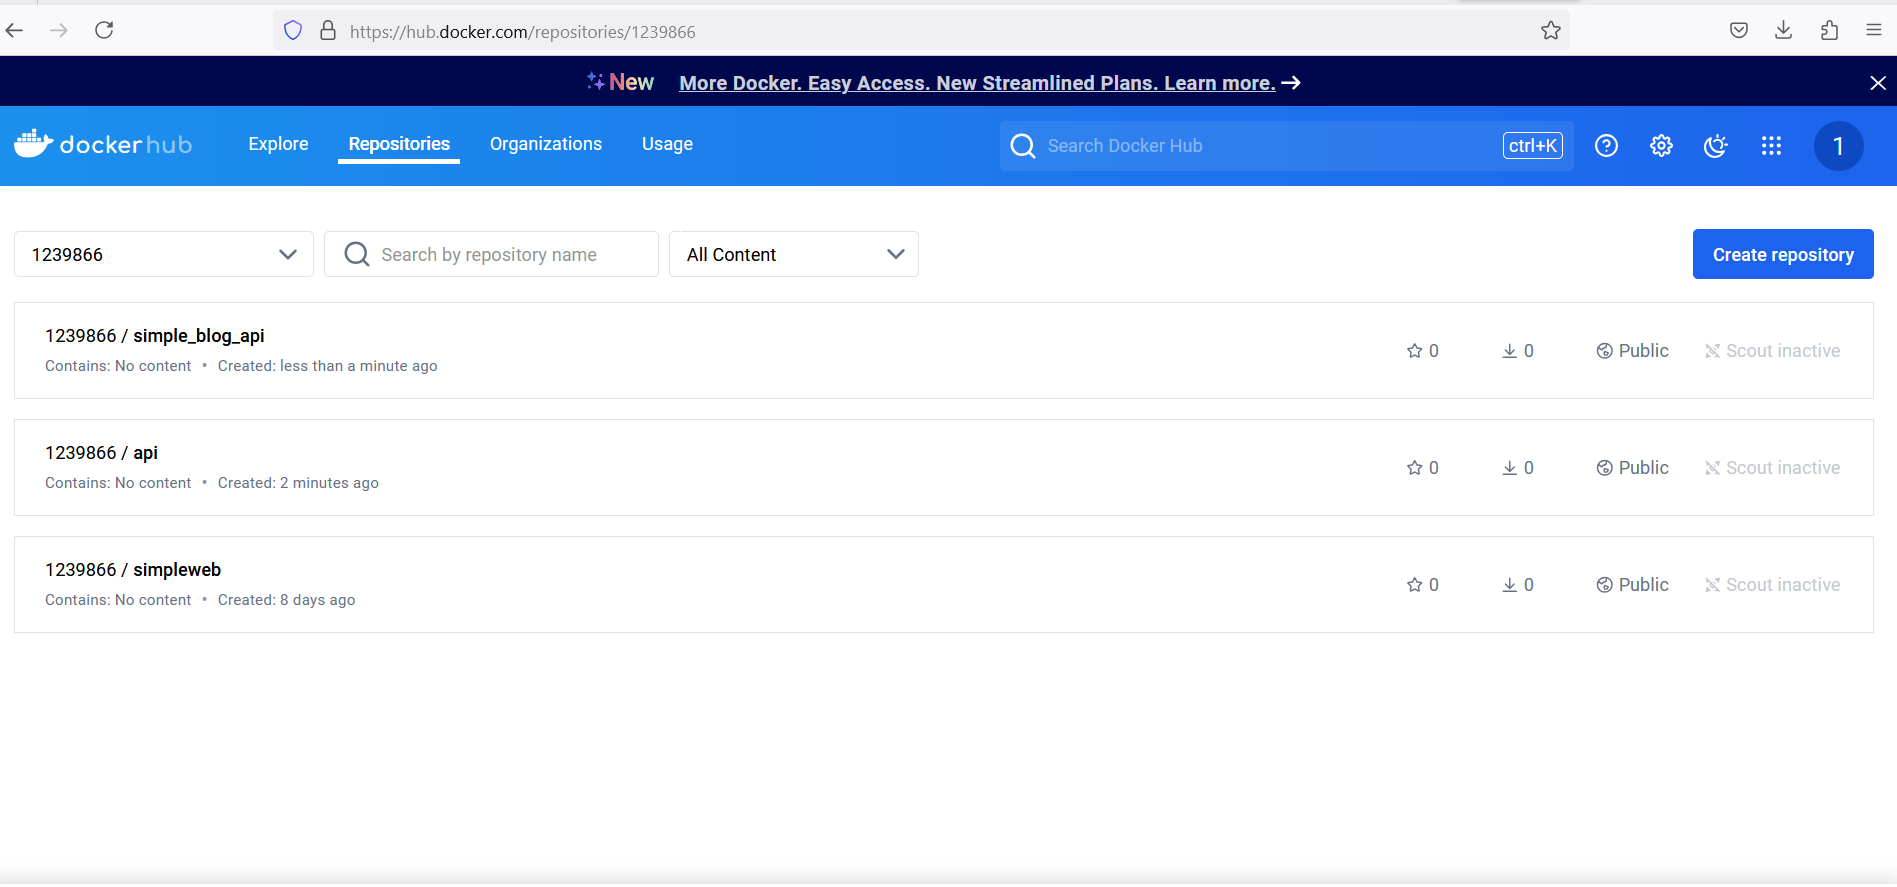 https://hub.docker.com/repositories/1239866
New More Docker. Easy Access. New Streamlined Plans. Learn more.
dockerhub Explore Repositories Organizations Usage Search Docker Hub ctrl+K 1
1239866 Search by repository name All Content Create repository
1239866 / simple_blog_api
Contains: No content • Created: less than a minute ago
0 0 Public Scout inactive
1239866 / api
Contains: No content • Created: 2 minutes ago
0 0 Public Scout inactive
1239866 / simpleweb
Contains: No content • Created: 8 days ago
0 0 Public Scout inactive